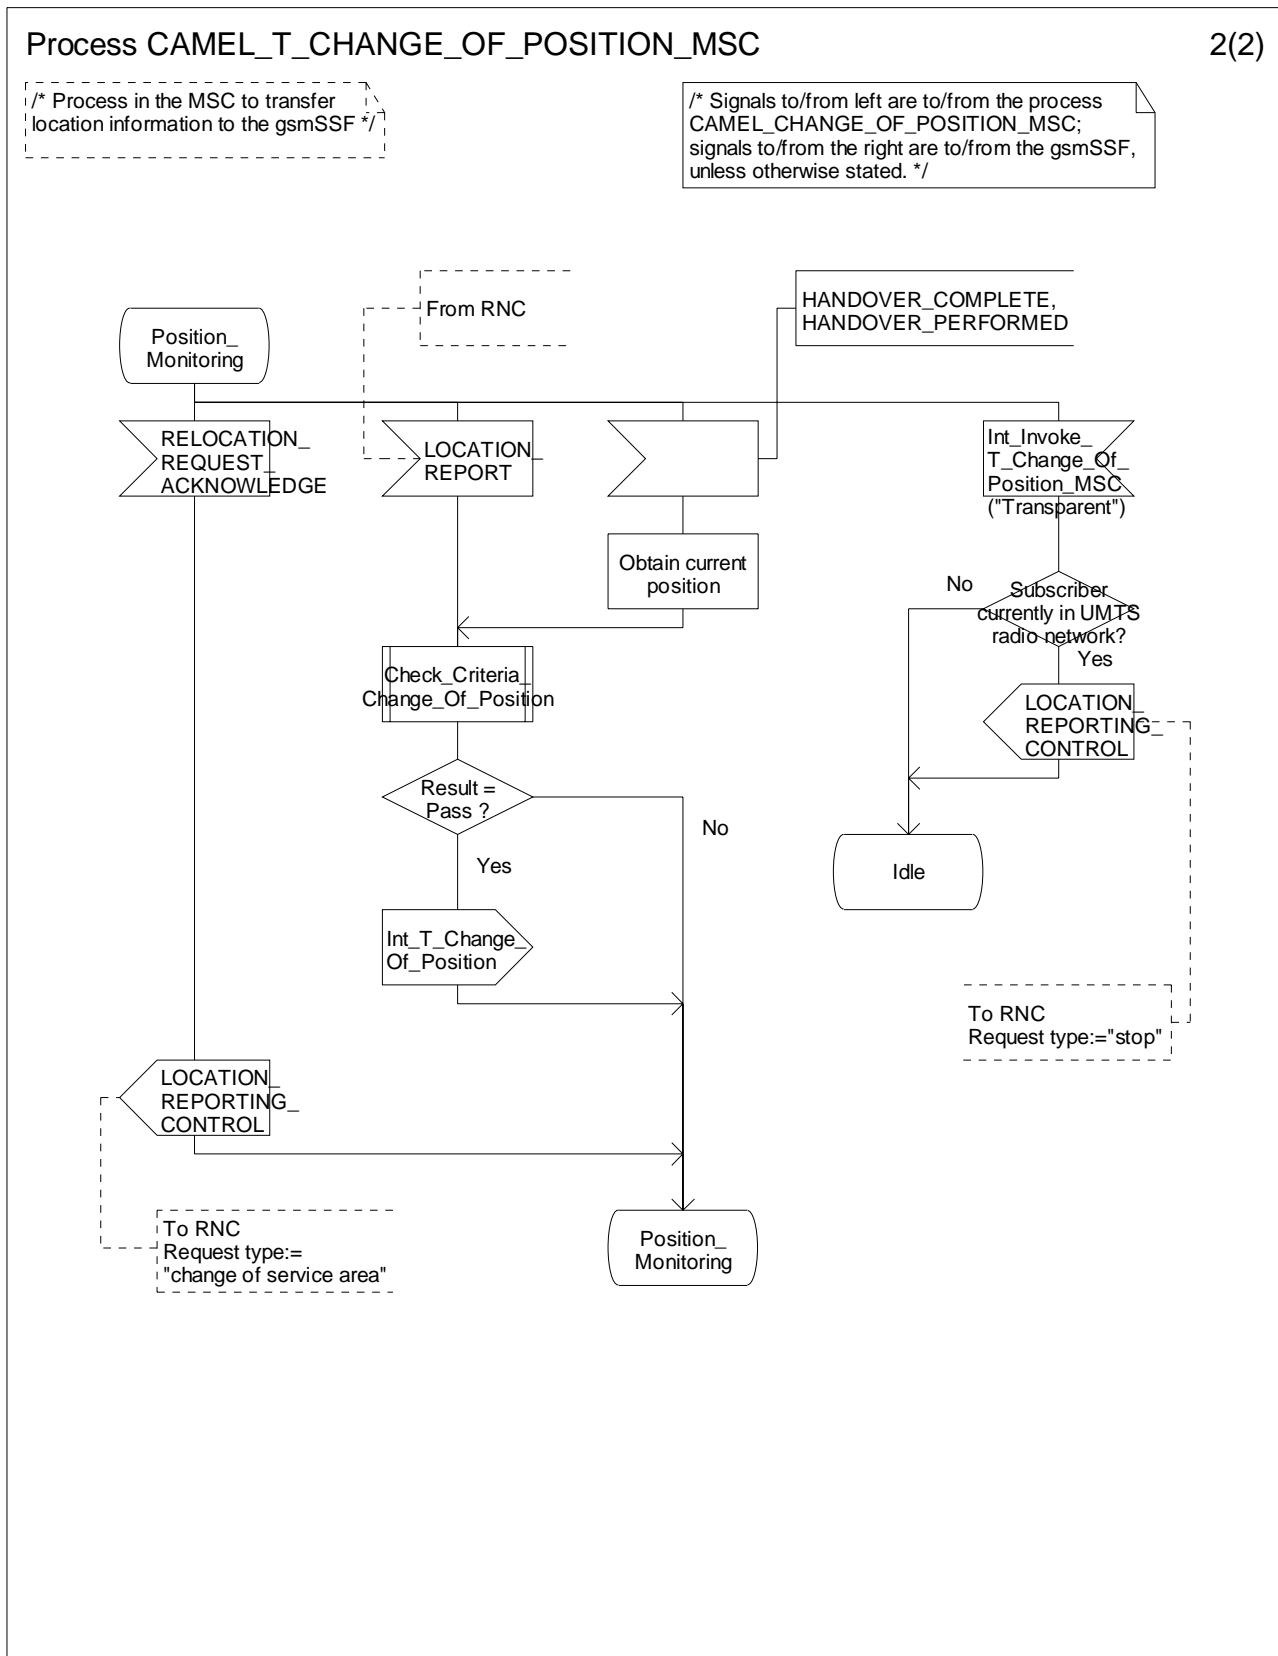 Process CAMEL_T_CHANGE_OF_POSITION_MSC
2(2)
/* Process in the MSC to transfer
location information to the gsmSSF */
/* Signals to/from left are to/from the process
CAMEL_CHANGE_OF_POSITION_MSC;
signals to/from the right are to/from the gsmSSF,
unless otherwise stated. */
Position_
Monitoring
From RNC
HANDOVER_COMPLETE,
HANDOVER_PERFORMED
RELOCATION_
REQUEST_
ACKNOWLEDGE
LOCATION_
REPORT
Int_Invoke_
T_Change_Of_
Position_MSC
("Transparent")
Obtain current
position
No
Subscriber
currently in UMTS
radio network?
Yes
Check_Criteria_
Change_Of_Position
LOCATION_
REPORTING_
CONTROL
Result =
Pass ?
No
Yes
Idle
Int_T_Change_
Of_Position
To RNC
Request type:="stop"
LOCATION_
REPORTING_
CONTROL
To RNC
Request type:=
"change of service area"
Position_
Monitoring